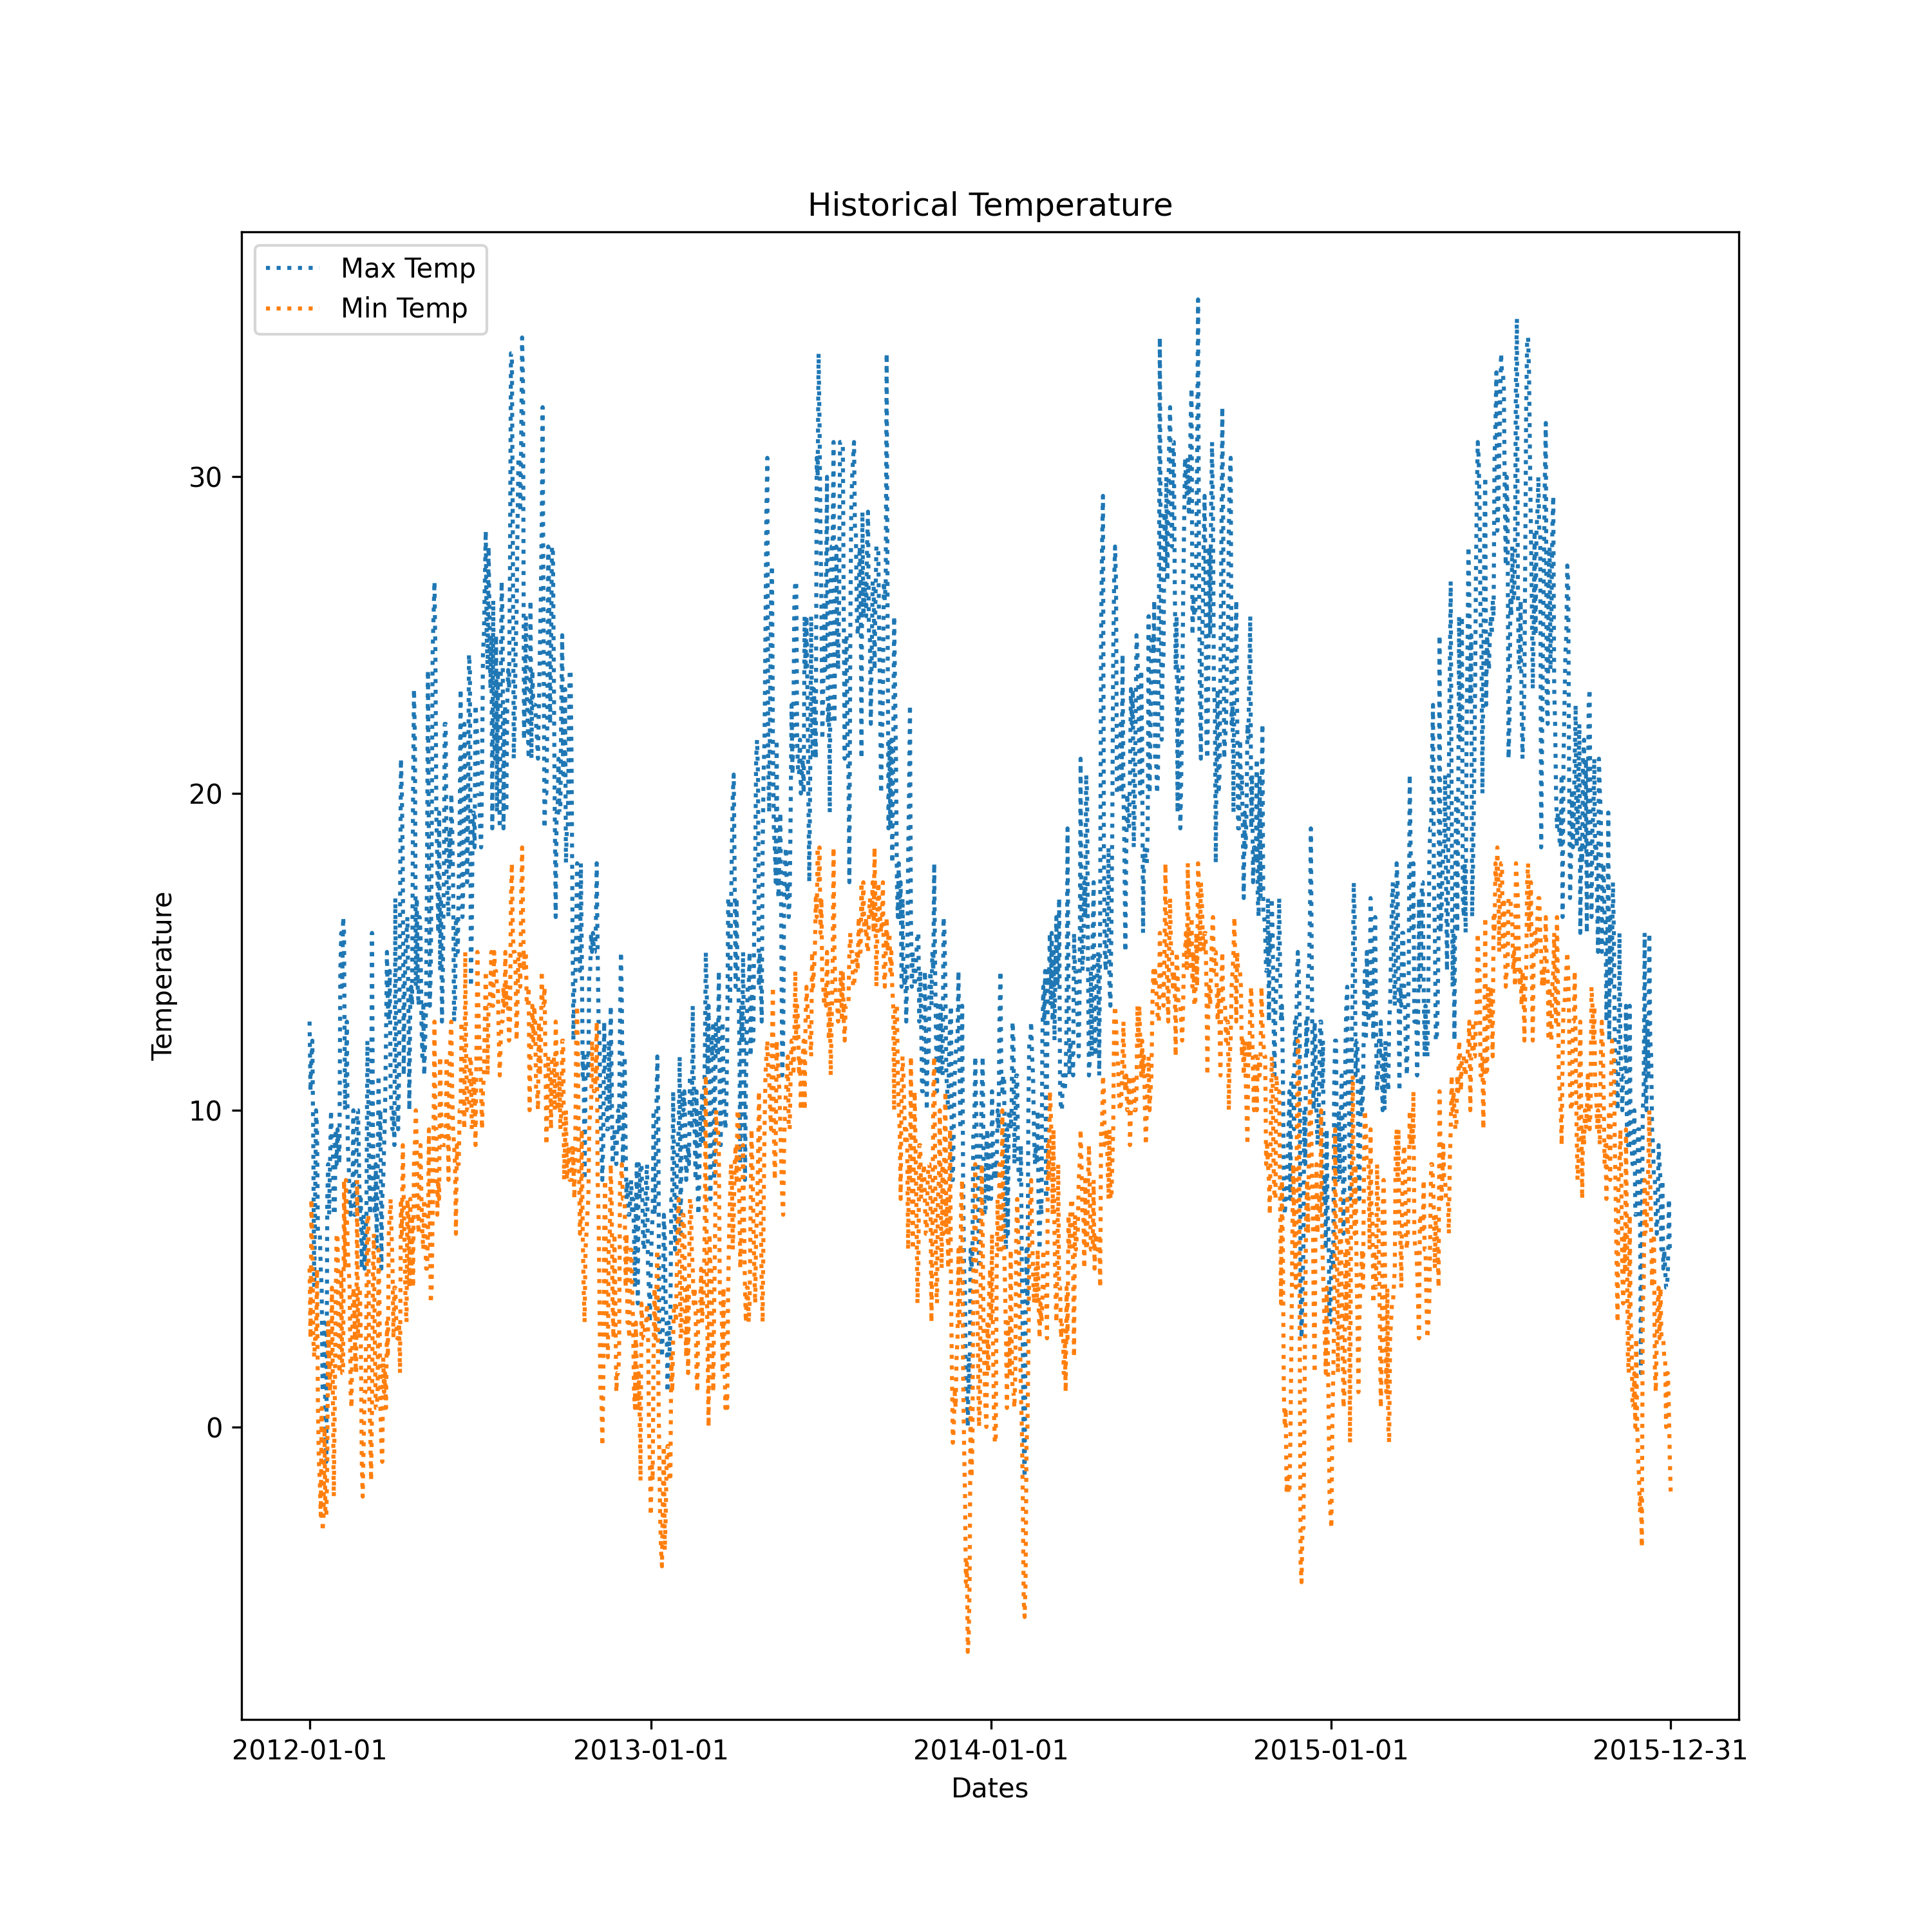 Historical Temperature
Max Temp
Min Temp
Temperature
30
20
10
0
2012-01-01
2013-01-01
2014-01-01
2015-01-01
2015-12-31
Dates